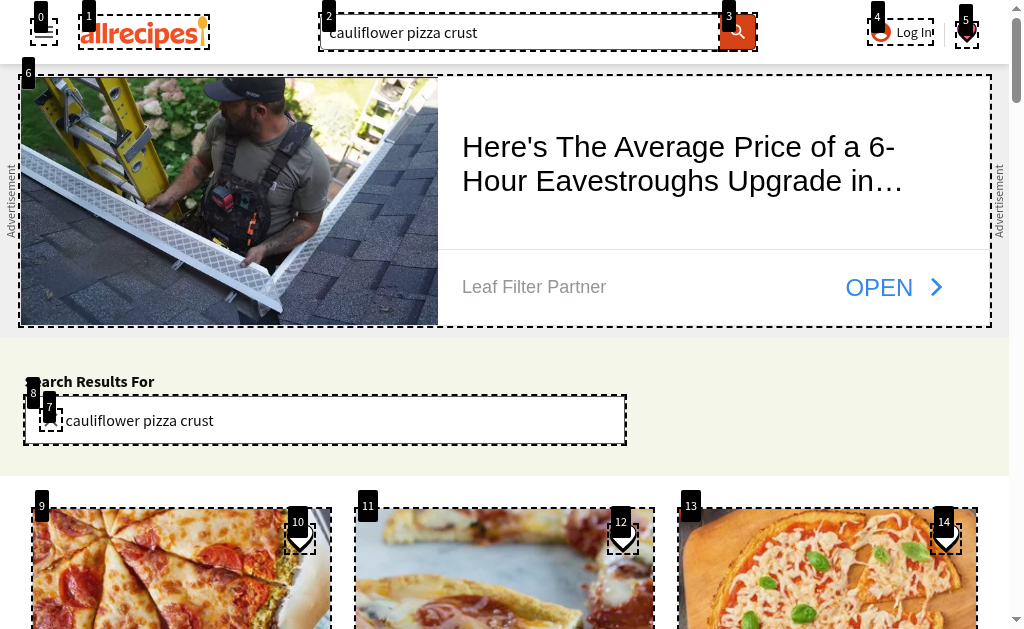 0
1
2
3
4
5
allrecipes
cauliflower pizza crust
Log In
6
Advertisement
Here's The Average Price of a 6-
Hour Eavestroughs Upgrade in…
Leaf Filter Partner
OPEN
Advertisement
Search Results For
8
7
cauliflower pizza crust
9
10
11
12
13
14